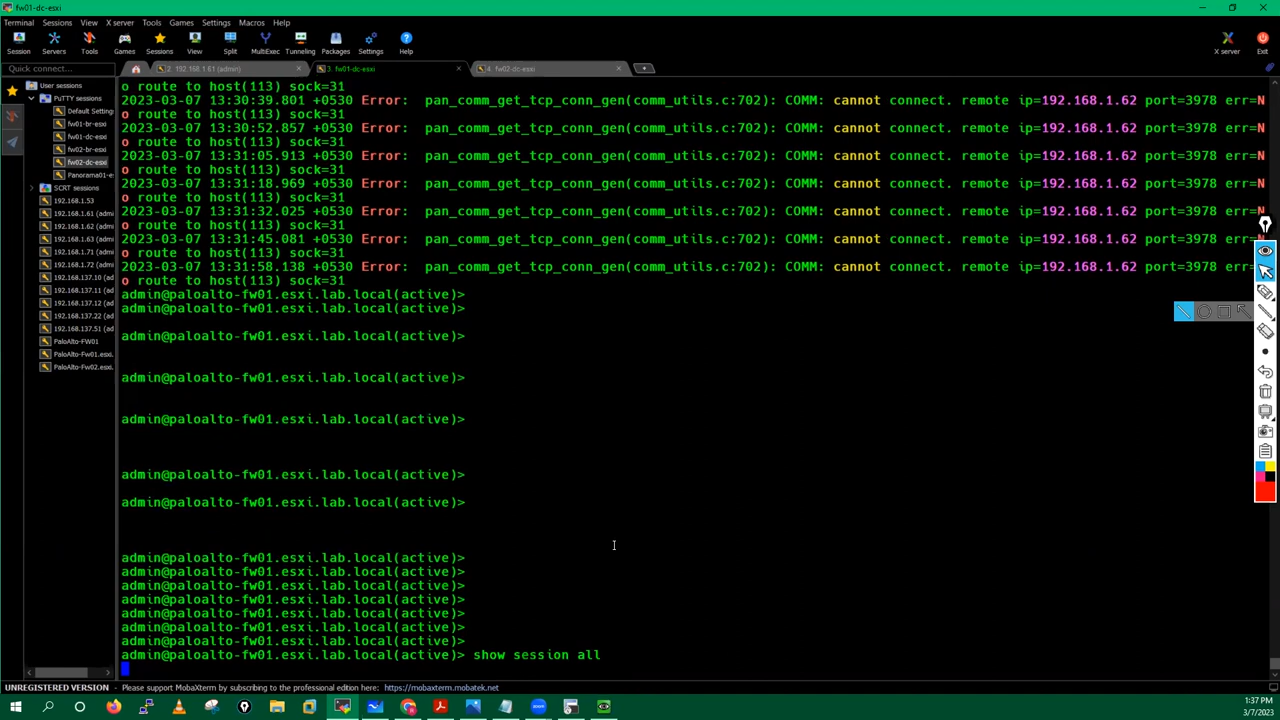 fw01-dc-esxi
Terminal Sessions View X server Tools Games Settings Macros Help
Session Servers Tools Games Sessions View Split MultiExec Tunneling Packages Settings Help X server Exit
Quick connect...
2. 192.168.1.61 (admin)
3. fw01-dc-esxi
4. fw02-dc-esxi
User sessions
PuTTY sessions
Default Setting
fw01-br-esxi
fw01-dc-esxi
fw02-br-esxi
fw02-dc-esxi
Panorama01-e
SCRT sessions
192.168.1.53
192.168.1.61 (admi
192.168.1.62 (admi
192.168.1.63 (admi
192.168.1.71 (admi
192.168.1.72 (admi
192.168.137.10 (ad
192.168.137.11 (ad
192.168.137.12 (ad
192.168.137.22 (ad
192.168.137.51 (ad
PaloAlto-FW01
PaloAlto-Fw01.esxi.
PaloAlto-Fw02.esxi.
o route to host(113) sock=31
2023-03-07 13:30:39.801 +0530 Error: pan_comm_get_tcp_conn_gen(comm_utils.c:702): COMM: cannot connect. remote ip=192.168.1.62 port=3978 err=N
o route to host(113) sock=31
2023-03-07 13:30:52.857 +0530 Error: pan_comm_get_tcp_conn_gen(comm_utils.c:702): COMM: cannot connect. remote ip=192.168.1.62 port=3978 err=N
o route to host(113) sock=31
2023-03-07 13:31:05.913 +0530 Error: pan_comm_get_tcp_conn_gen(comm_utils.c:702): COMM: cannot connect. remote ip=192.168.1.62 port=3978 err=N
o route to host(113) sock=31
2023-03-07 13:31:18.969 +0530 Error: pan_comm_get_tcp_conn_gen(comm_utils.c:702): COMM: cannot connect. remote ip=192.168.1.62 port=3978 err=N
o route to host(113) sock=31
2023-03-07 13:31:32.025 +0530 Error: pan_comm_get_tcp_conn_gen(comm_utils.c:702): COMM: cannot connect. remote ip=192.168.1.62 port=3978 err=N
o route to host(113) sock=31
2023-03-07 13:31:45.081 +0530 Error: pan_comm_get_tcp_conn_gen(comm_utils.c:702): COMM: cannot connect. remote ip=192.168.1.62 port=3978 err=N
o route to host(113) sock=31
2023-03-07 13:31:58.138 +0530 Error: pan_comm_get_tcp_conn_gen(comm_utils.c:702): COMM: cannot connect. remote ip=192.168.1.62 port=3978 err=
o route to host(113) sock=31
admin@paloalto-fw01.esxi.lab.local(active)>
admin@paloalto-fw01.esxi.lab.local(active)>
admin@paloalto-fw01.esxi.lab.local(active)>
admin@paloalto-fw01.esxi.lab.local(active)>
admin@paloalto-fw01.esxi.lab.local(active)>
admin@paloalto-fw01.esxi.lab.local(active)>
admin@paloalto-fw01.esxi.lab.local(active)>
admin@paloalto-fw01.esxi.lab.local(active)>
admin@paloalto-fw01.esxi.lab.local(active)>
admin@paloalto-fw01.esxi.lab.local(active)>
admin@paloalto-fw01.esxi.lab.local(active)>
admin@paloalto-fw01.esxi.lab.local(active)>
admin@paloalto-fw01.esxi.lab.local(active)>
admin@paloalto-fw01.esxi.lab.local(active)>
admin@paloalto-fw01.esxi.lab.local(active)> show session all
UNREGISTERED VERSION - Please support MobaXterm by subscribing to the professional edition here: https://mobaxterm.mobatek.net
1:37 PM
3/7/2023